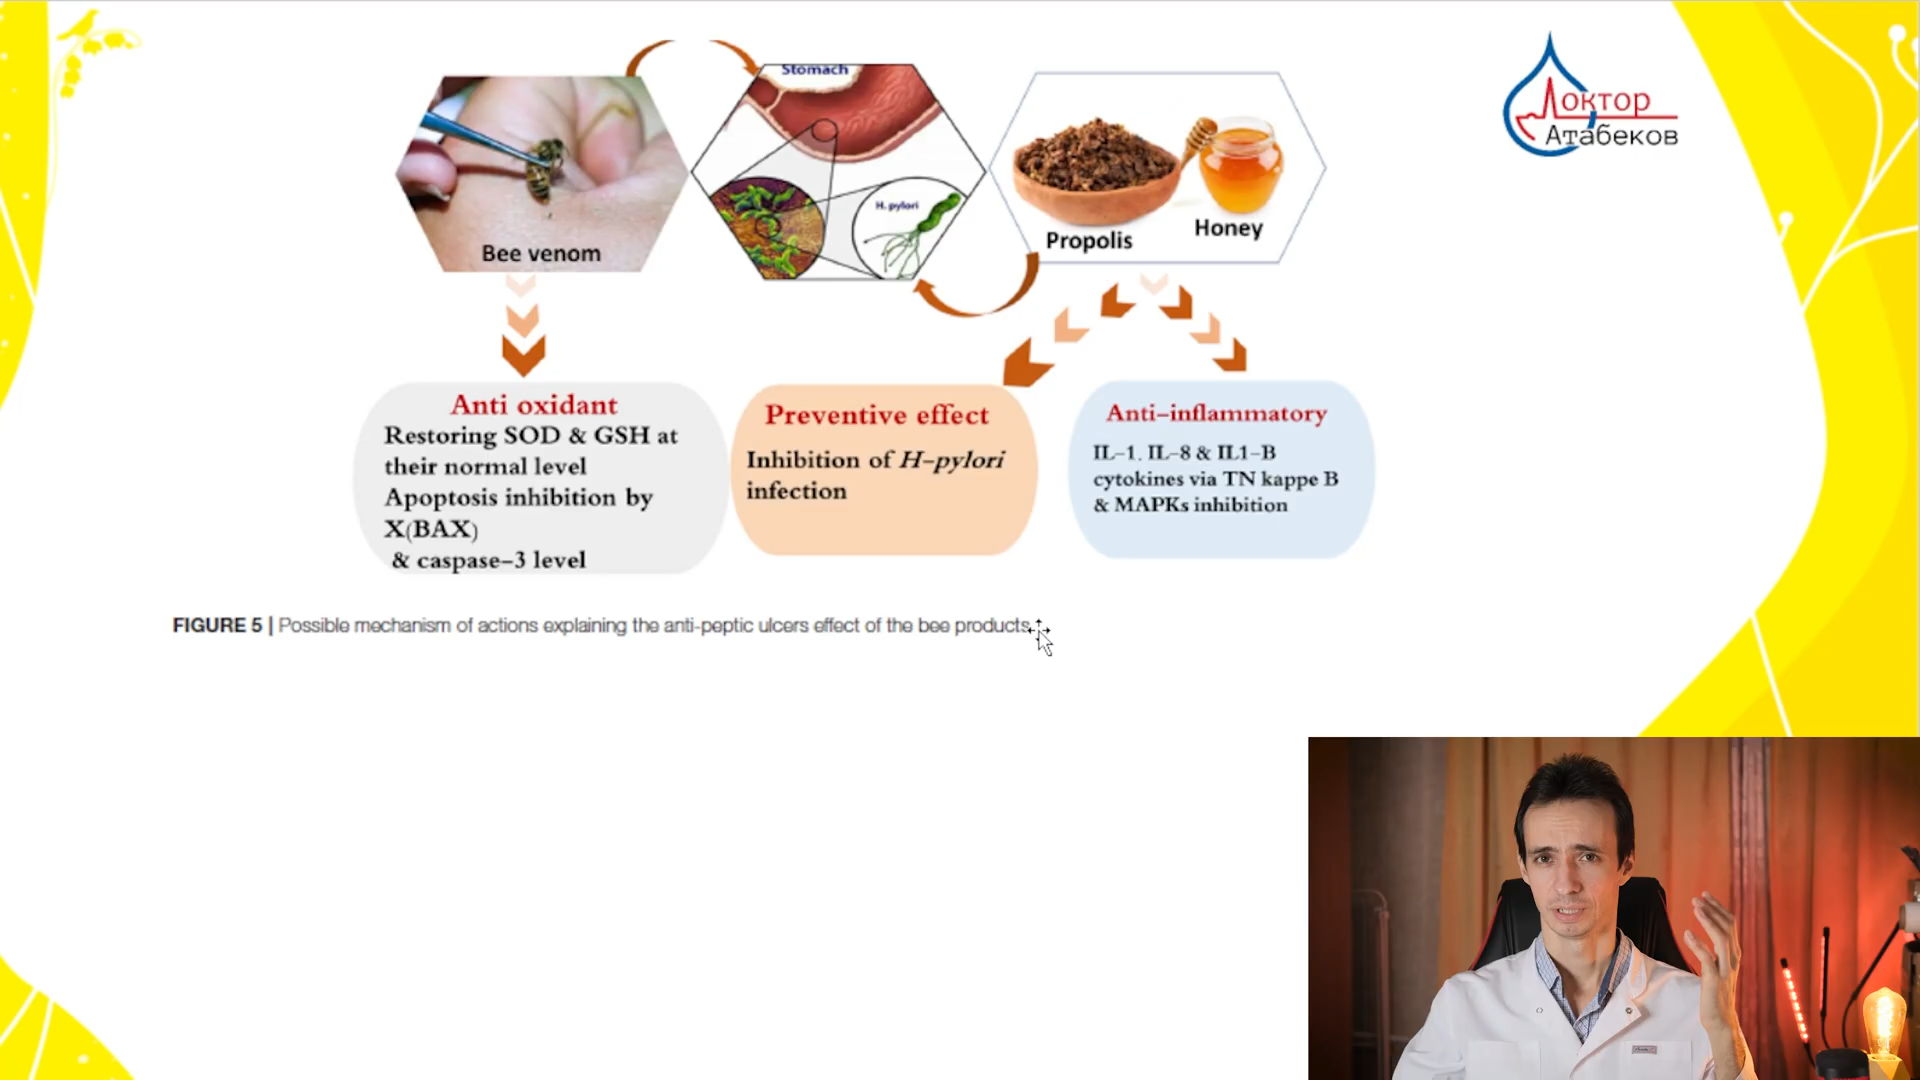 Stomach
H. pylori
Bee venom
Propolis
Honey
Доктор
Атабеков
Anti oxidant
Restoring SOD & GSH at
their normal level
Apoptosis inhibition by
X(BAX)
& caspase-3 level
Preventive effect
Inhibition of H-pylori
infection
Anti-inflammatory
IL-1, IL-8 & IL1-B
cytokines via TN kappe B
& MAPKs inhibition
FIGURE 5 | Possible mechanism of actions explaining the anti-peptic ulcers effect of the bee products.